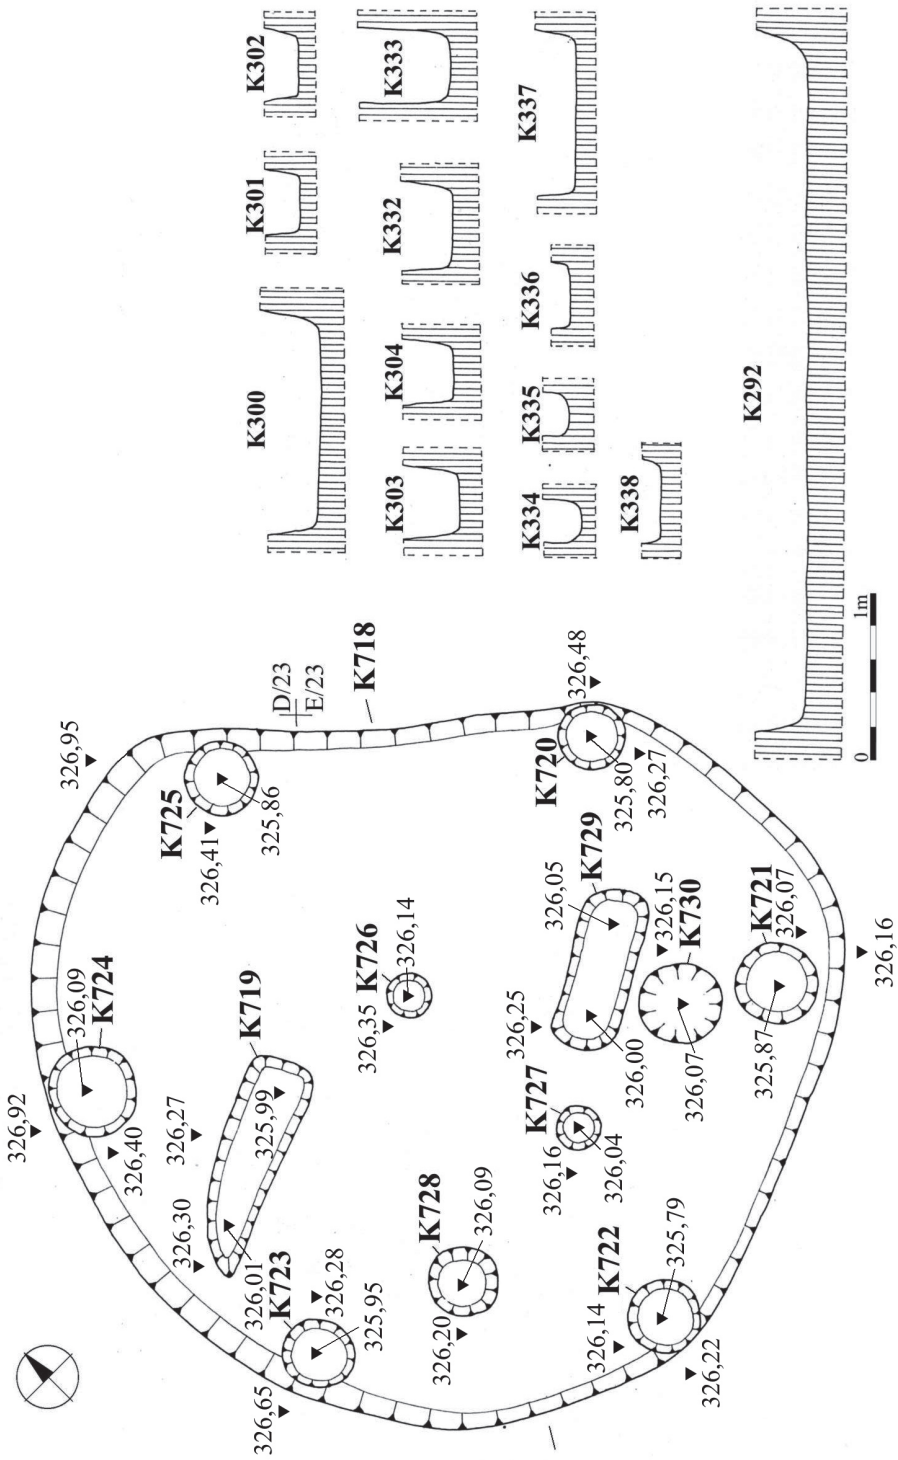 K302
K301
K300
K333
K332
K304
K303
K337
K336
K335
K334
K338
K292
0
1m
D/23
E/23
K718
326,95
K725
326,41
325,86
326,48
K720
325,80
326,27
K729
326,05
326,15
K730
K721
326,07
326,16
326,92
326,09
K724
326,40
326,27
K719
325,99
326,30
326,01
K726
326,14
326,35
326,25
326,00
326,07
325,87
K727
326,16
326,04
K728
326,09
326,20
K723
326,28
325,95
326,65
K722
325,79
326,14
326,22